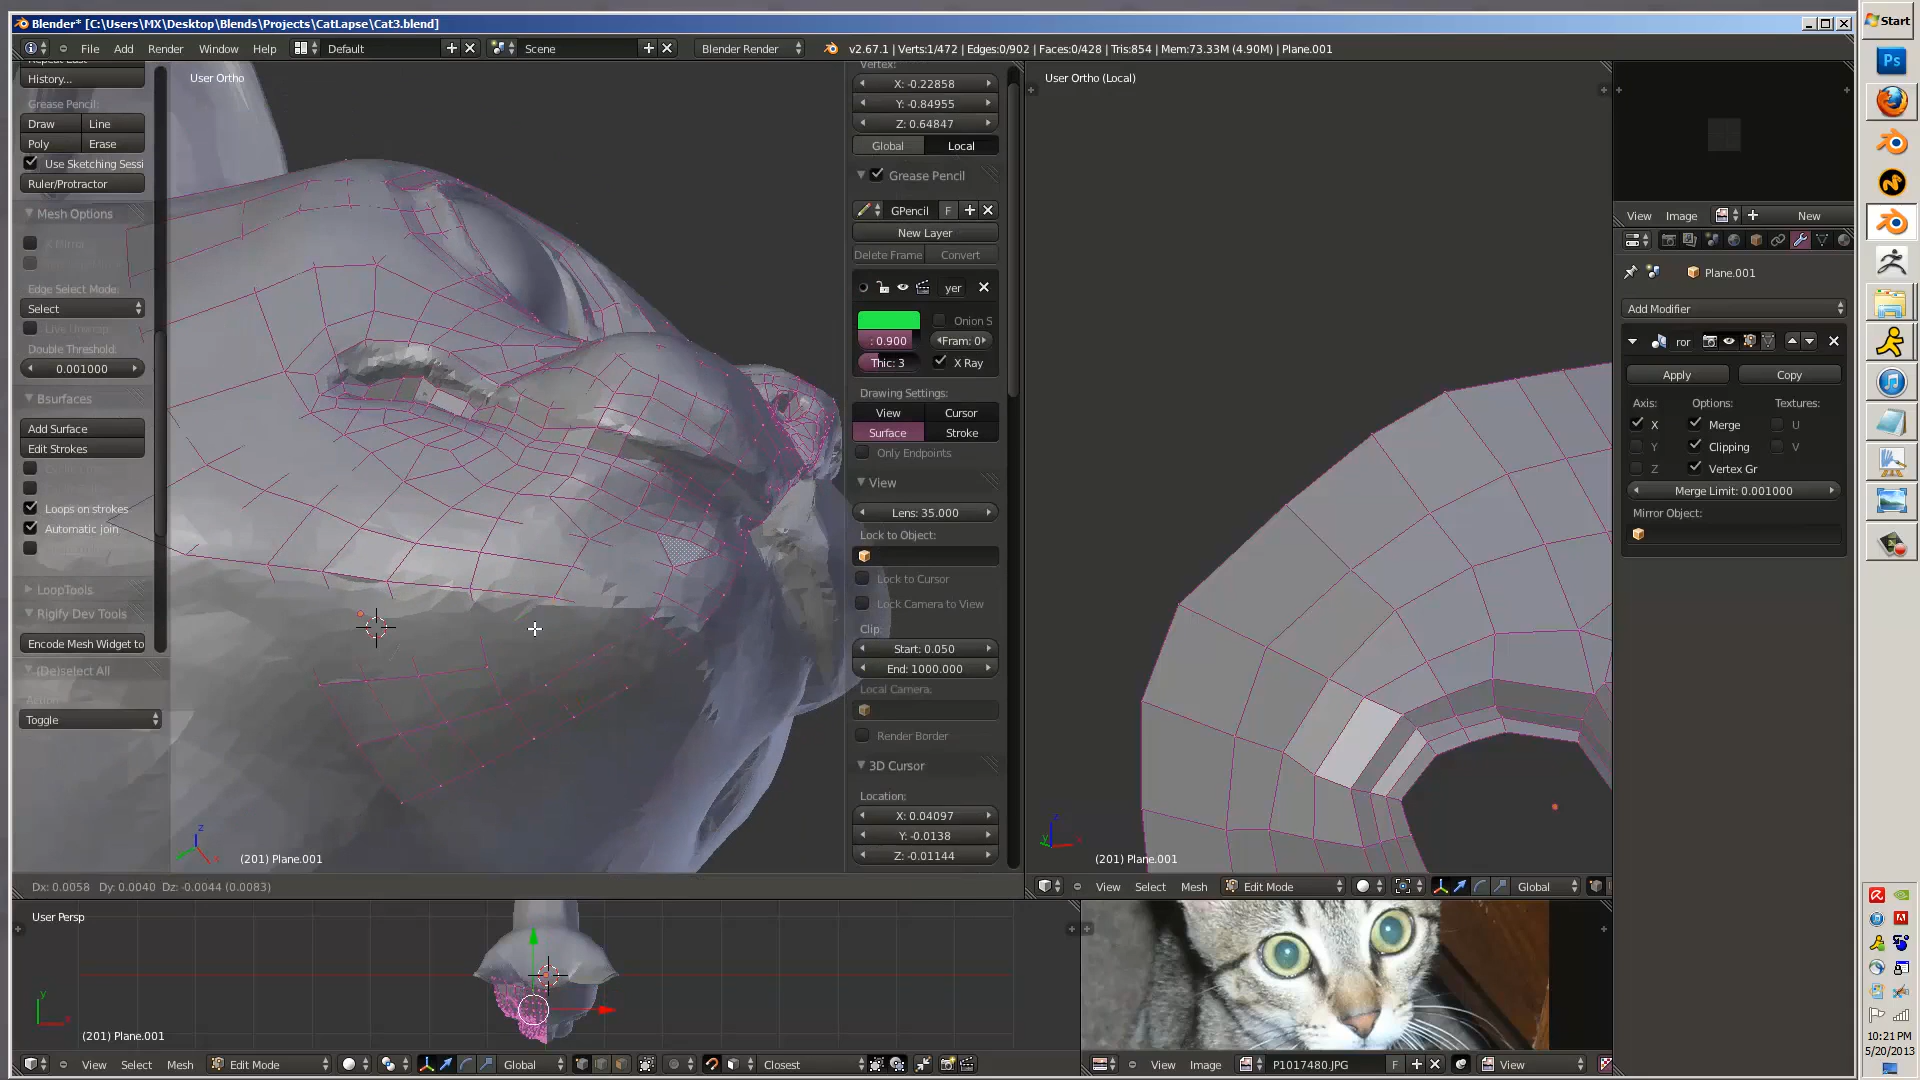 Blender* [C:\Users\MX\Desktop\Blends\Projects\CatLapse\Cat3.blend]
Start
File Add Render Window Help Default Scene Blender Render v2.67.1 | Verts:1/472 | Edges:0/902 | Faces:0/428 | Tris:854 | Mem:73.33M (4.90M) | Plane.001
Ps
History...
Grease Pencil:
Draw Line
Poly Erase
Use Sketching Sessi
Ruler/Protractor
Mesh Options
X Mirror
Edge Select Mode:
Select
Live Unwrap
Double Threshold:
0.001000
Bsurfaces
Add Surface
Edit Strokes
Loops on strokes
Automatic join
LoopTools
Rigify Dev Tools
Encode Mesh Widget to
(De)select All
Action
Toggle
User Ortho
z
(201) Plane.001
Vertex:
X: -0.22858
Y: -0.84955
Z: 0.64847
Global Local
Grease Pencil
GPencil F
New Layer
Delete Frame Convert
yer
Onion S
: 0.900 Fram: 0
Thic: 3 X Ray
Drawing Settings:
View Cursor
Surface Stroke
Only Endpoints
View
Lens: 35.000
Lock to Object:
Lock to Cursor
Lock Camera to View
Clip:
Start: 0.050
End: 1000.000
Local Camera:
Render Border
3D Cursor
Location:
X: 0.04097
Y: -0.0138
Z: -0.01144
User Ortho (Local)
(201) Plane.001
View Select Mesh Edit Mode Global
View Image New
Plane.001
Add Modifier
ror
Apply Copy
Axis: Options: Textures:
X Merge U
Y Clipping V
Z Vertex Gr
Merge Limit: 0.001000
Mirror Object:
Dx: 0.0058 Dy: 0.0040 Dz: -0.0044 (0.0083)
User Persp
y
(201) Plane.001
View Select Mesh Edit Mode Global Closest
View Image P1017480.JPG F View
10:21 PM
5/20/2013